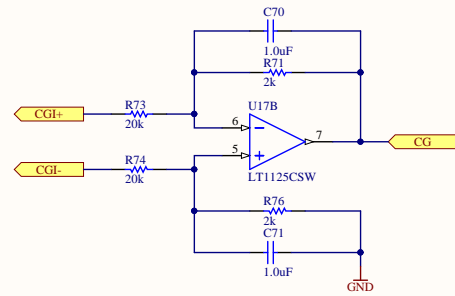 C70
1.0uF
R71
2k
R73
20k
CGI+
U17B
6
7
5
CG
CGI-
R74
20k
LT1125CSW
R76
2k
C71
1.0uF
GND